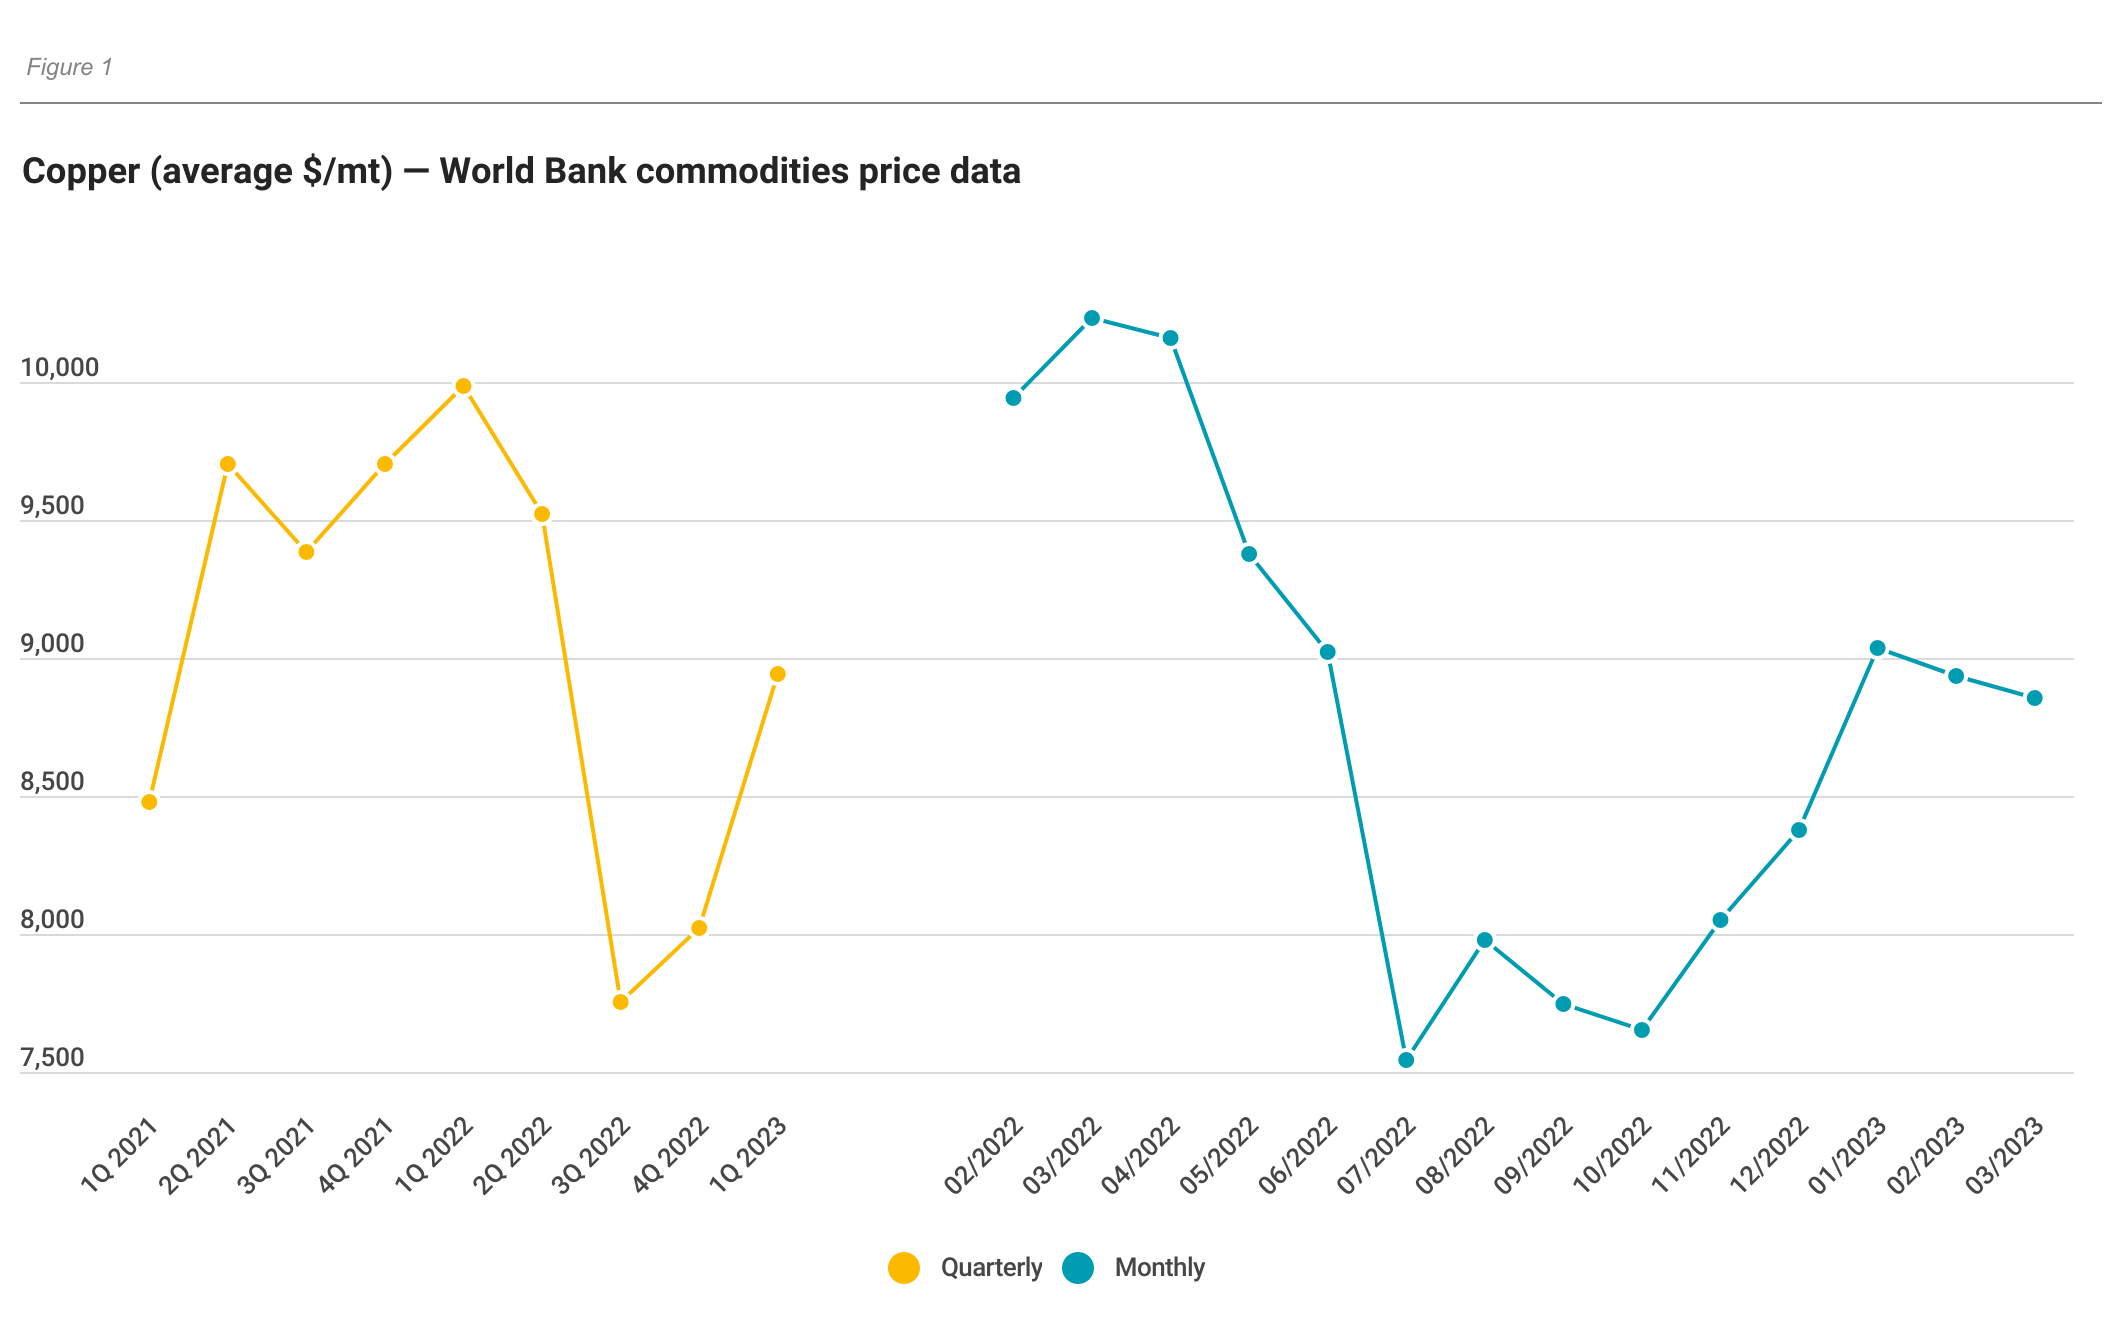 Figure 1
Copper (average $/mt) — World Bank commodities price data
10,000
9,500
9,000
8,500
8,000
7,500
1Q 2021
2Q 2021
3Q 2021
4Q 2021
1Q 2022
2Q 2022
3Q 2022
4Q 2022
1Q 2023
02/2022
03/2022
04/2022
05/2022
06/2022
07/2022
08/2022
09/2022
10/2022
11/2022
12/2022
01/2023
02/2023
03/2023
Quarterly
Monthly